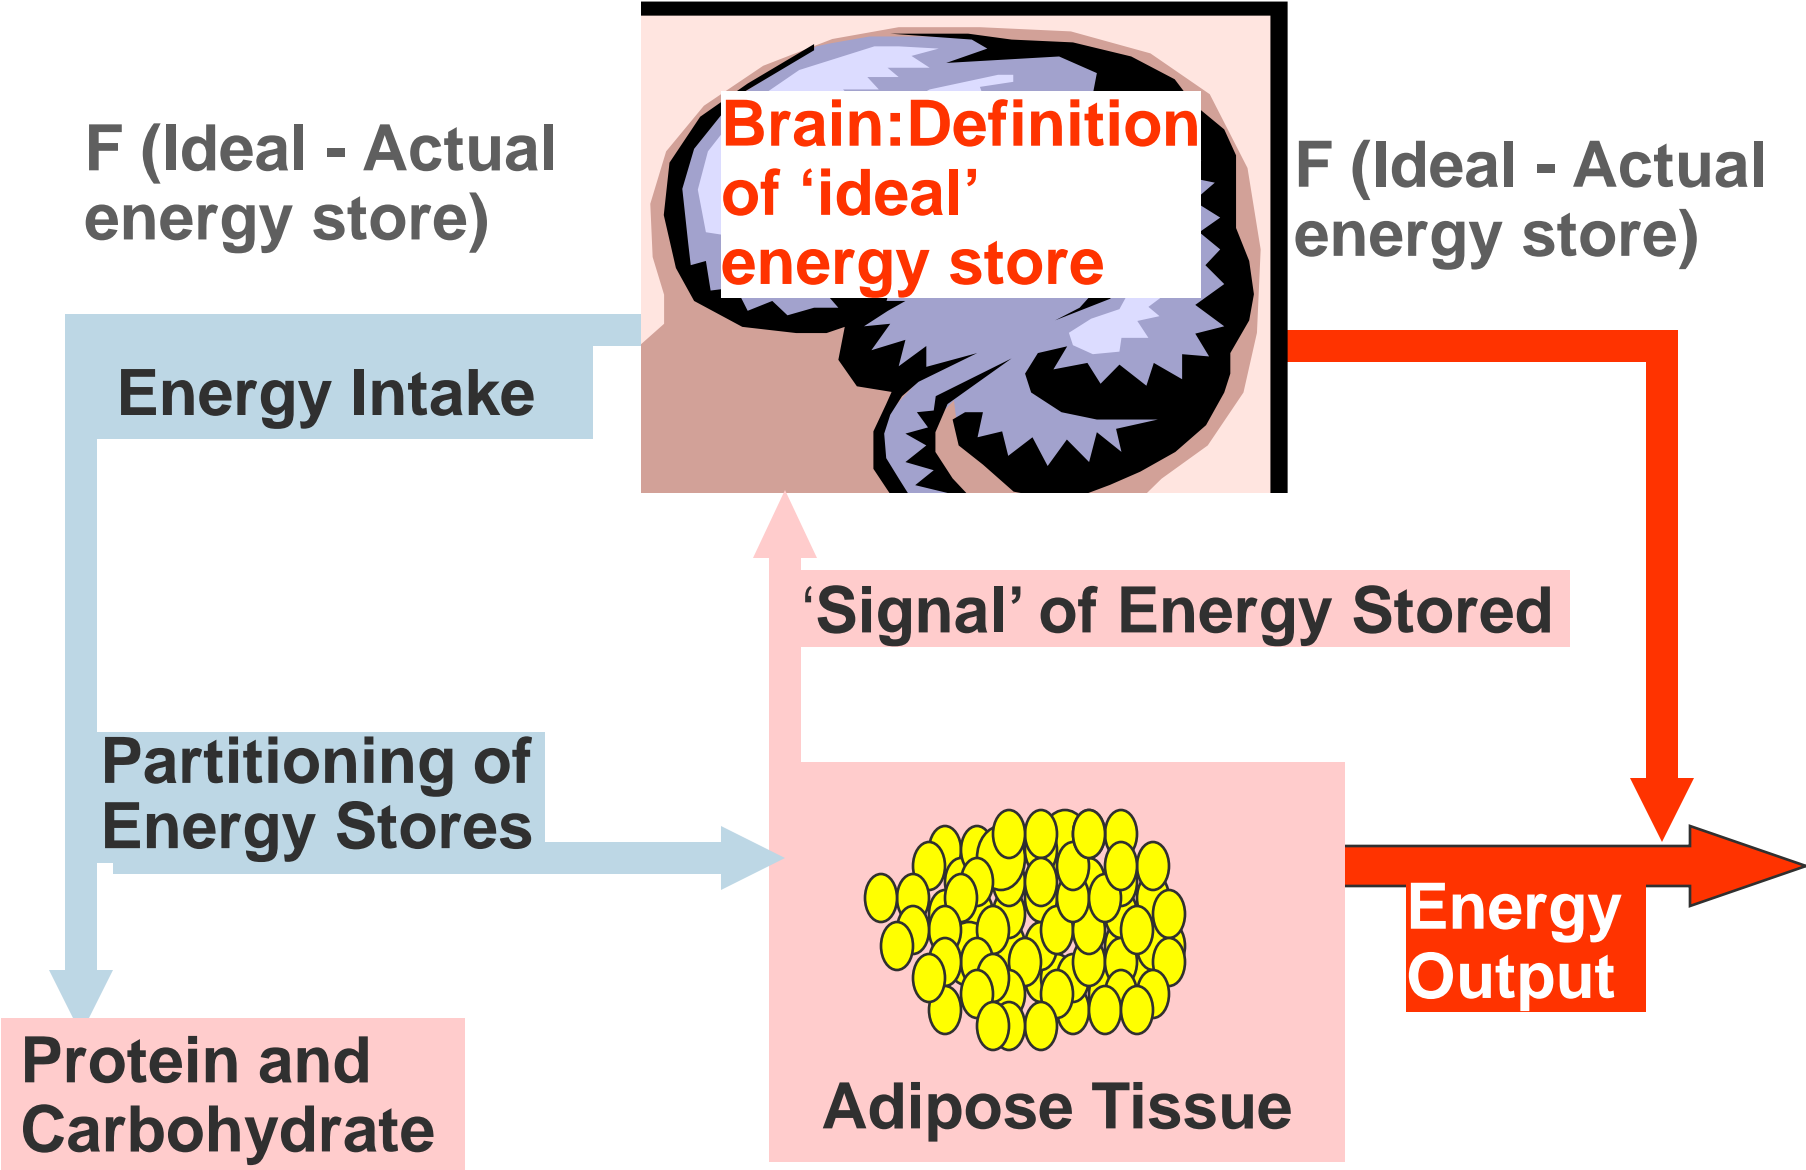 F (Ideal - Actual
energy store)
Brain:Definition
of ‘ideal’
energy store
F (Ideal - Actual
energy store)
Energy Intake
‘Signal’ of Energy Stored
Partitioning of
Energy Stores
Energy
Output
Protein and
Carbohydrate
Adipose Tissue